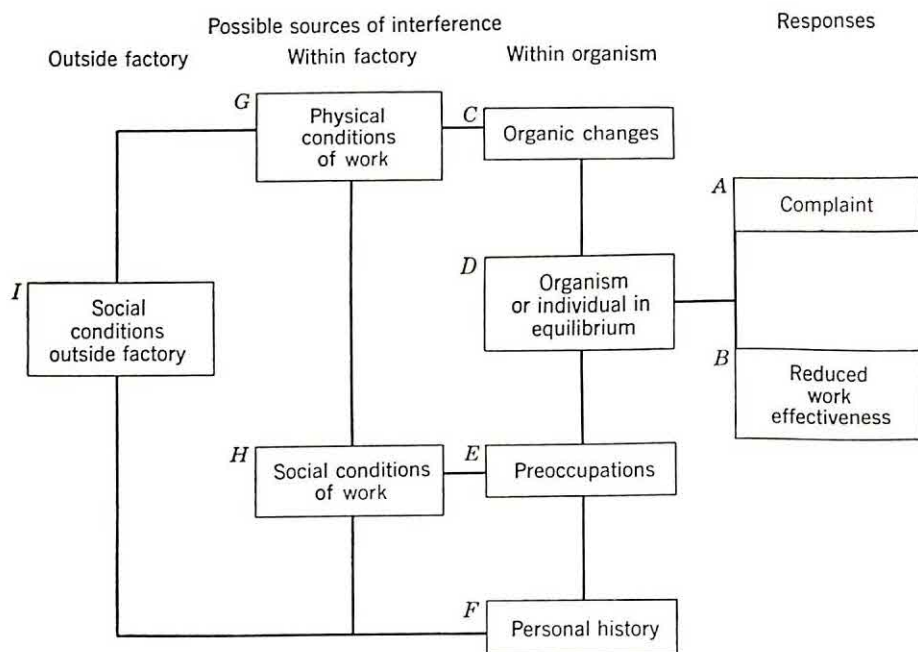 Possible sources of interference
Responses
Outside factory
Within factory
Within organism
G
Physical
conditions
of work
C
Organic changes
A
Complaint
D
Organism
or individual in
equilibrium
I
Social
conditions
outside factory
B
Reduced
work
effectiveness
H
Social conditions
of work
E
Preoccupations
F
Personal history